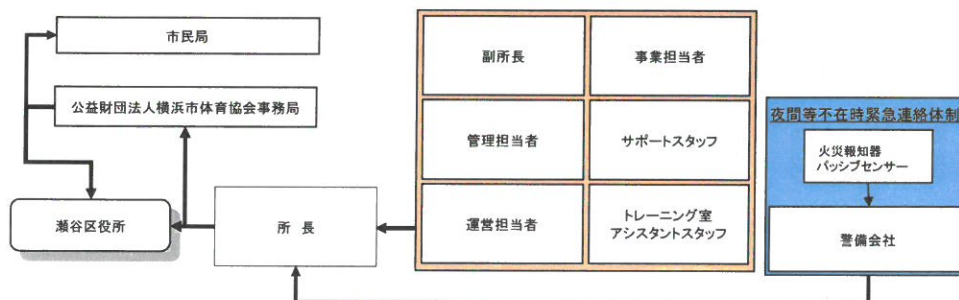 市民局
公益財団法人横浜市体育協会事務局
瀬谷区役所
所 長
副所長
事業担当者
管理担当者
サポートスタッフ
運営担当者
トレーニング室
アシスタントスタッフ
夜間等不在時緊急連絡体制
火災報知器
パッシブセンサー
警備会社